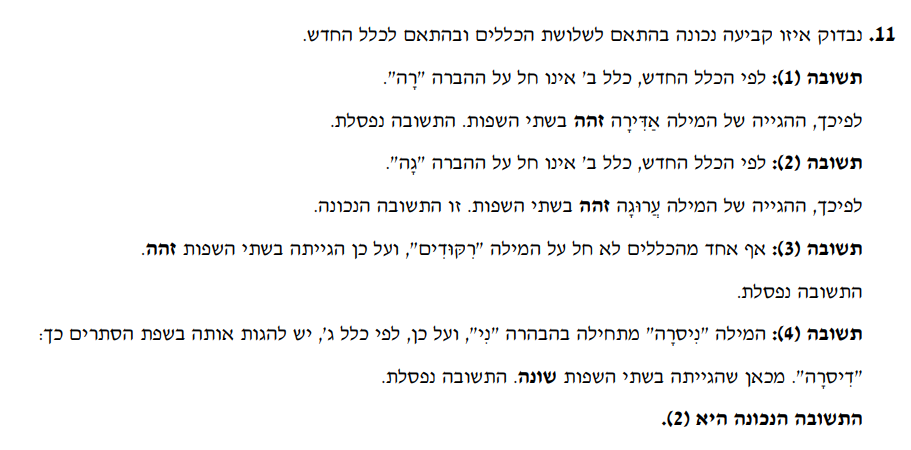 11. נבדוק איזו קביעה נכונה בהתאם לשלושת הכללים ובהתאם לכלל החדש.
תשובה (1): לפי הכלל החדש, כלל ב' אינו חל על ההברה "רָה".
לפיכך, ההגייה של המילה אַדִּירָה זהה בשתי השפות. התשובה נפסלת.
תשובה (2): לפי הכלל החדש, כלל ב' אינו חל על ההברה "גָה".
לפיכך, ההגייה של המילה עֲרוּגָה זהה בשתי השפות. זו התשובה הנכונה.
תשובה (3): אף אחד מהכללים לא חל על המילה "רִקּוּדִים", ועל כן הגייתה בשתי השפות זהה.
התשובה נפסלת.
תשובה (4): המילה "נִיסרָה" מתחילה בהבהרה "נִי", ועל כן, לפי כלל ג', יש להגות אותה בשפת הסתרים כך:
"דִיסרָה". מכאן שהגייתה בשתי השפות שונה. התשובה נפסלת.
התשובה הנכונה היא (2).